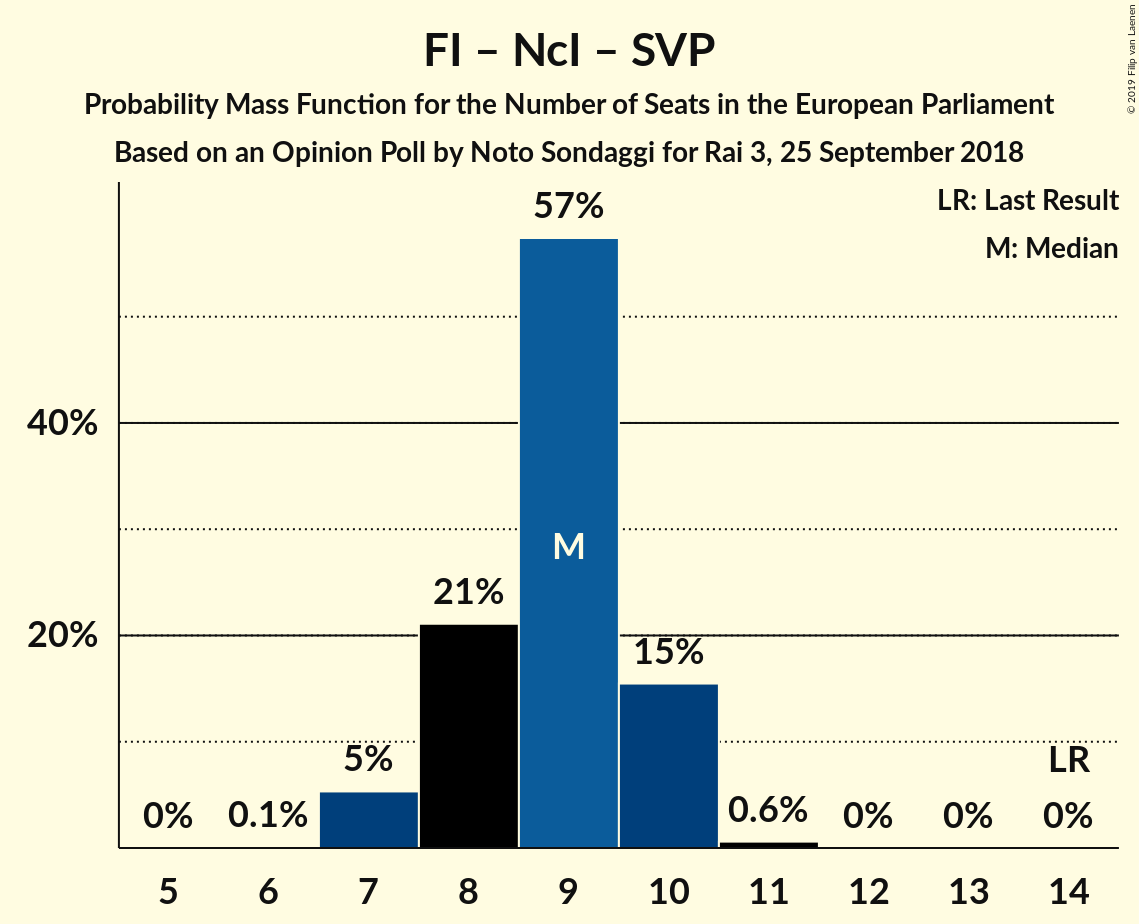 FI – NcI – SVP
Probability Mass Function for the Number of Seats in the European Parliament
Based on an Opinion Poll by Noto Sondaggi for Rai 3, 25 September 2018
© 2019 Filip van Laenen
LR: Last Result
M: Median
57%
40%
M
21%
20%
15%
5%
LR
0% 0.1% 0.6% 0% 0% 0%
5 6 7 8 9 10 11 12 13 14